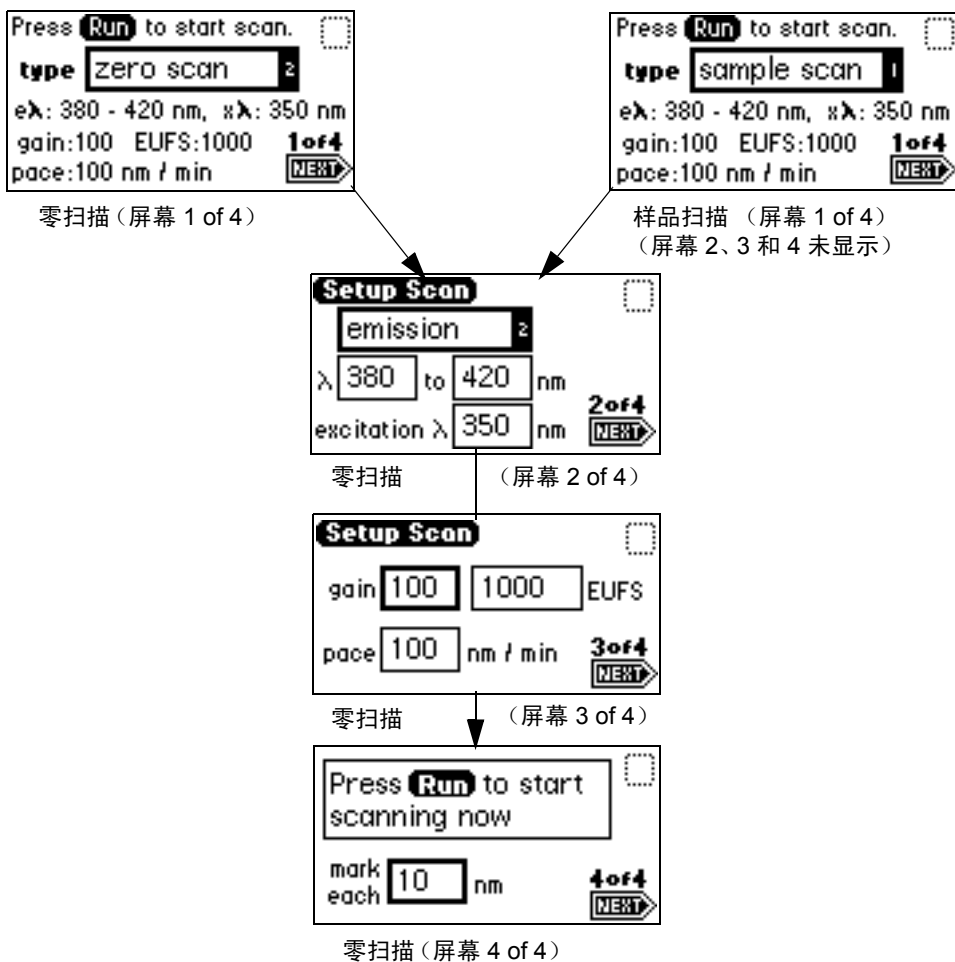 Press Run to start scan.
type zero scan 2
eλ: 380 - 420 nm, xλ: 350 nm
gain:100 EUFS:1000 1of4
pace:100 nm / min NEXT
零扫描（屏幕 1 of 4）
Press Run to start scan.
type sample scan 1
eλ: 380 - 420 nm, xλ: 350 nm
gain:100 EUFS:1000 1of4
pace:100 nm / min NEXT
样品扫描 （屏幕 1 of 4）
（屏幕 2、3 和 4 未显示）
Setup Scan
emission 2
λ 380 to 420 nm
2of4
excitation λ 350 nm NEXT
零扫描 （屏幕 2 of 4）
Setup Scan
gain 100 1000 EUFS
pace 100 nm / min 3of4
NEXT
零扫描 （屏幕 3 of 4）
Press Run to start
scanning now
mark
each 10 nm 4of4
NEXT
零扫描（屏幕 4 of 4）